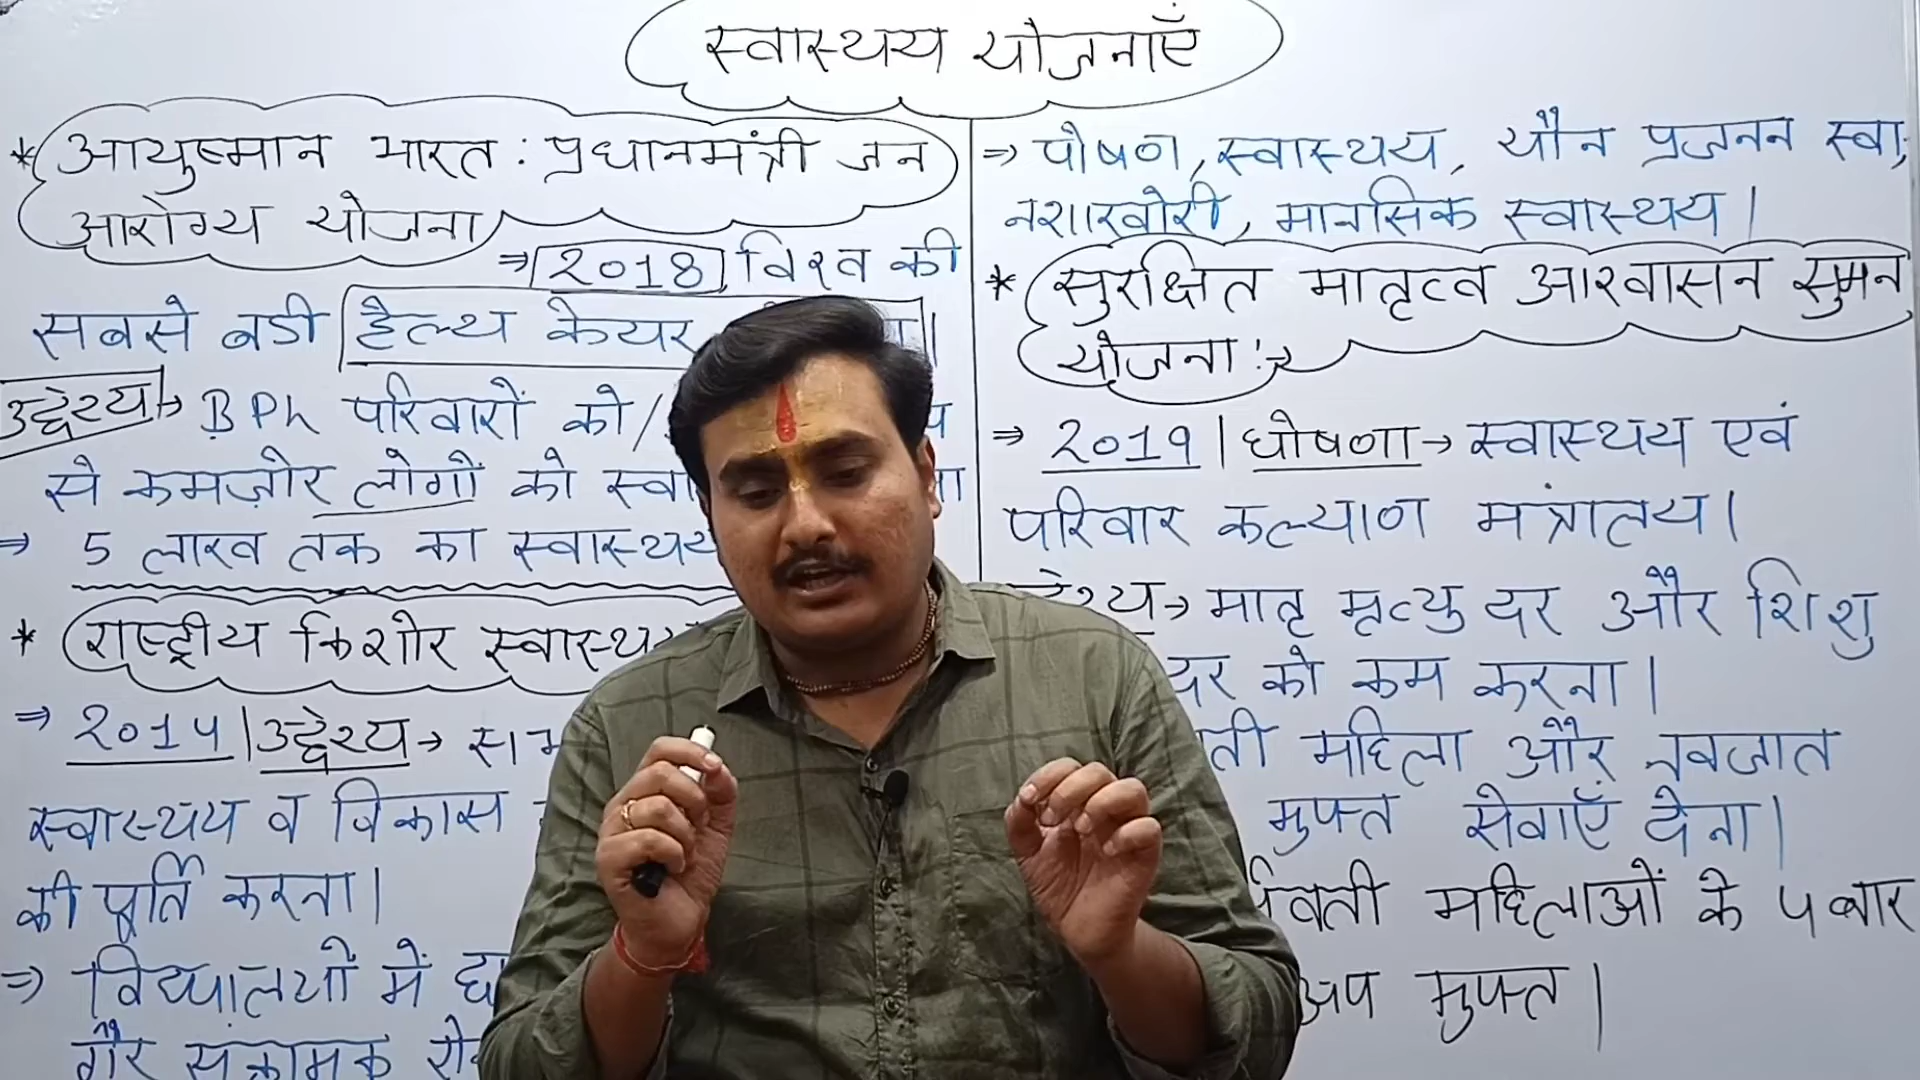 स्वास्थ्य योजनाएँ
* आयुष्मान भारत : प्रधानमंत्री जन
आरोग्य योजना
⇒ 2018, विश्व की
सबसे बडी हैल्थ केयर
उद्देश्य → BPL परिवारों को /
से कमज़ोर लोगों को
⇒ 5 लाख तक का स्वास्थ्य
* राष्ट्रीय किशोर स्वास्थ्य
⇒ 2014 | उद्देश्य →
स्वास्थ्य व विकास
की पूर्ति करना।
⇒ विद्यालयों में
गैर संक्रामक
⇒ पोषण, स्वास्थ्य, यौन प्रजनन स्वा,
नशाखोरी, मानसिक स्वास्थ्य।
* सुरक्षित मातृत्व आश्वासन सुमन
योजना :→
⇒ 2019 | घोषणा → स्वास्थ्य एवं
परिवार कल्याण मंत्रालय।
→ मातृ मृत्यु दर और शिशु
दर को कम करना।
महिला और नवजात
मुफ्त सेवाएँ देना।
महिलाओं के 4 बार
मुफ्त।